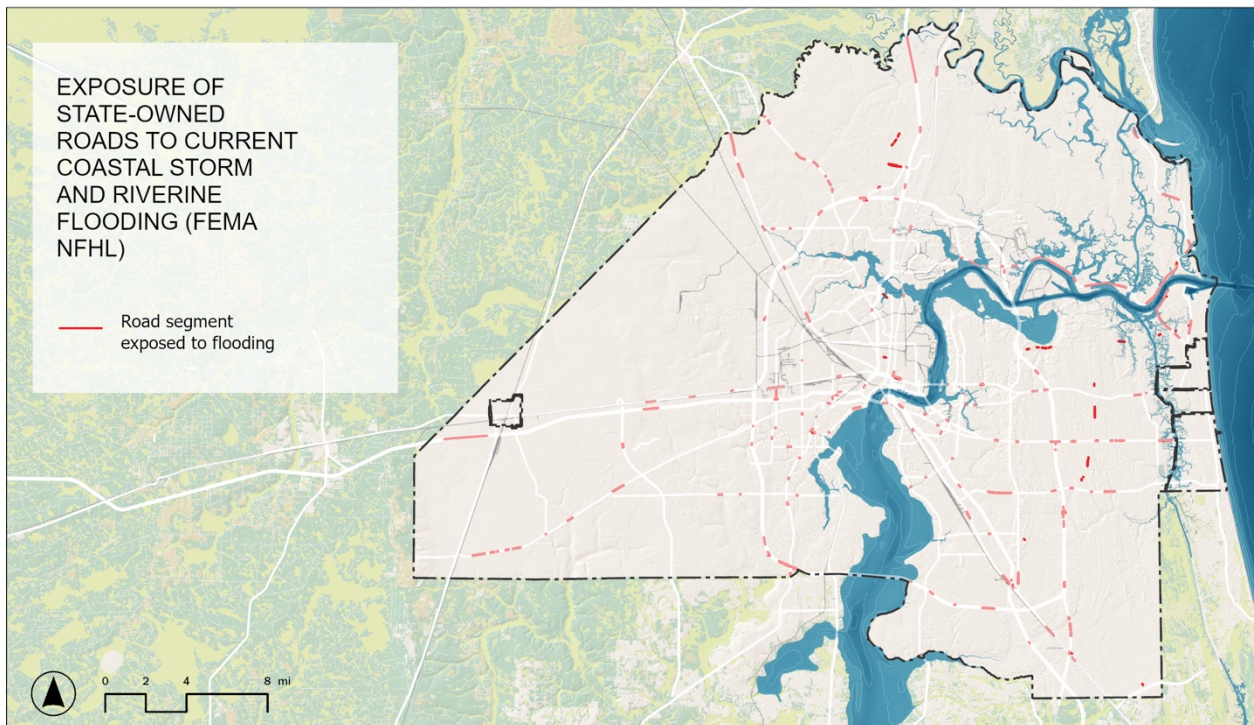 EXPOSURE OF
STATE-OWNED
ROADS TO CURRENT
COASTAL STORM
AND RIVERINE
FLOODING (FEMA
NFHL)
Road segment
exposed to flooding
0 2 4 8 mi